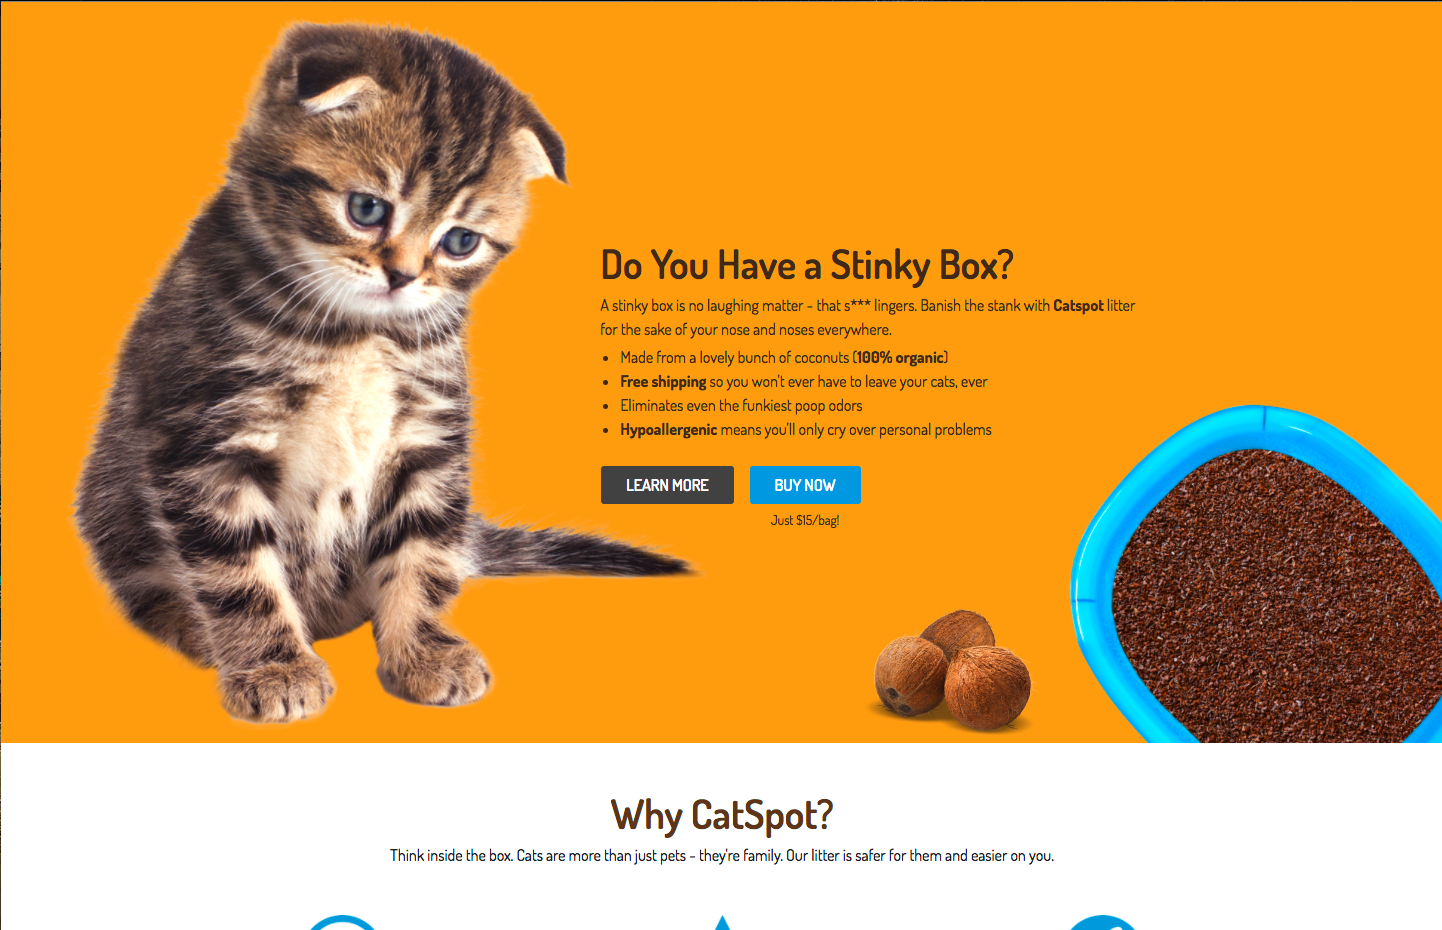 Do You Have a Stinky Box?
A stinky box is no laughing matter - that s*** lingers. Banish the stank with Catspot litter
for the sake of your nose and noses everywhere.
• Made from a lovely bunch of coconuts (100% organic)
• Free shipping so you won't ever have to leave your cats, ever
• Eliminates even the funkiest poop odors
• Hypoallergenic means you'll only cry over personal problems
LEARN MORE BUY NOW
Just $15/bag!
Why CatSpot?
Think inside the box. Cats are more than just pets - they're family. Our litter is safer for them and easier on you.